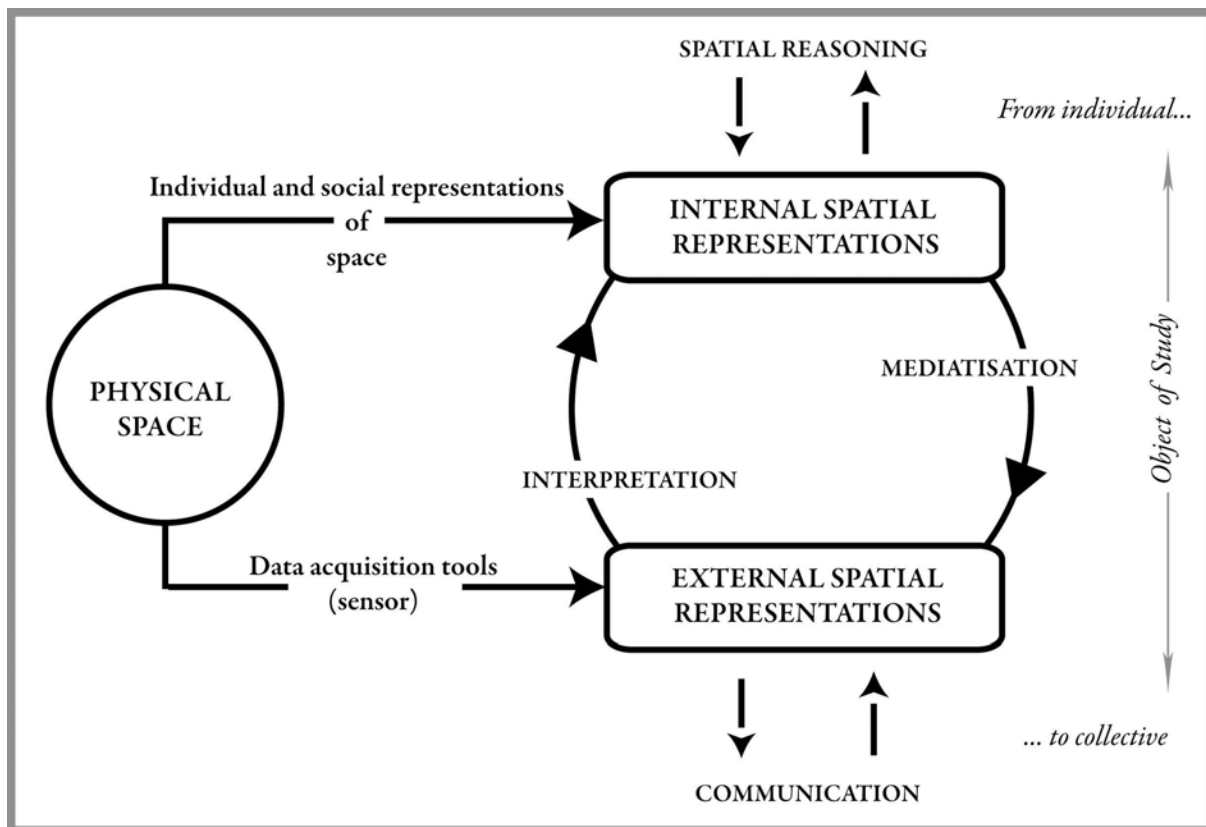 SPATIAL REASONING
From individual...
Individual and social representations
of
space
INTERNAL SPATIAL
REPRESENTATIONS
PHYSICAL
SPACE
MEDIATISATION
Object of Study
INTERPRETATION
Data acquisition tools
(sensor)
EXTERNAL SPATIAL
REPRESENTATIONS
... to collective
COMMUNICATION